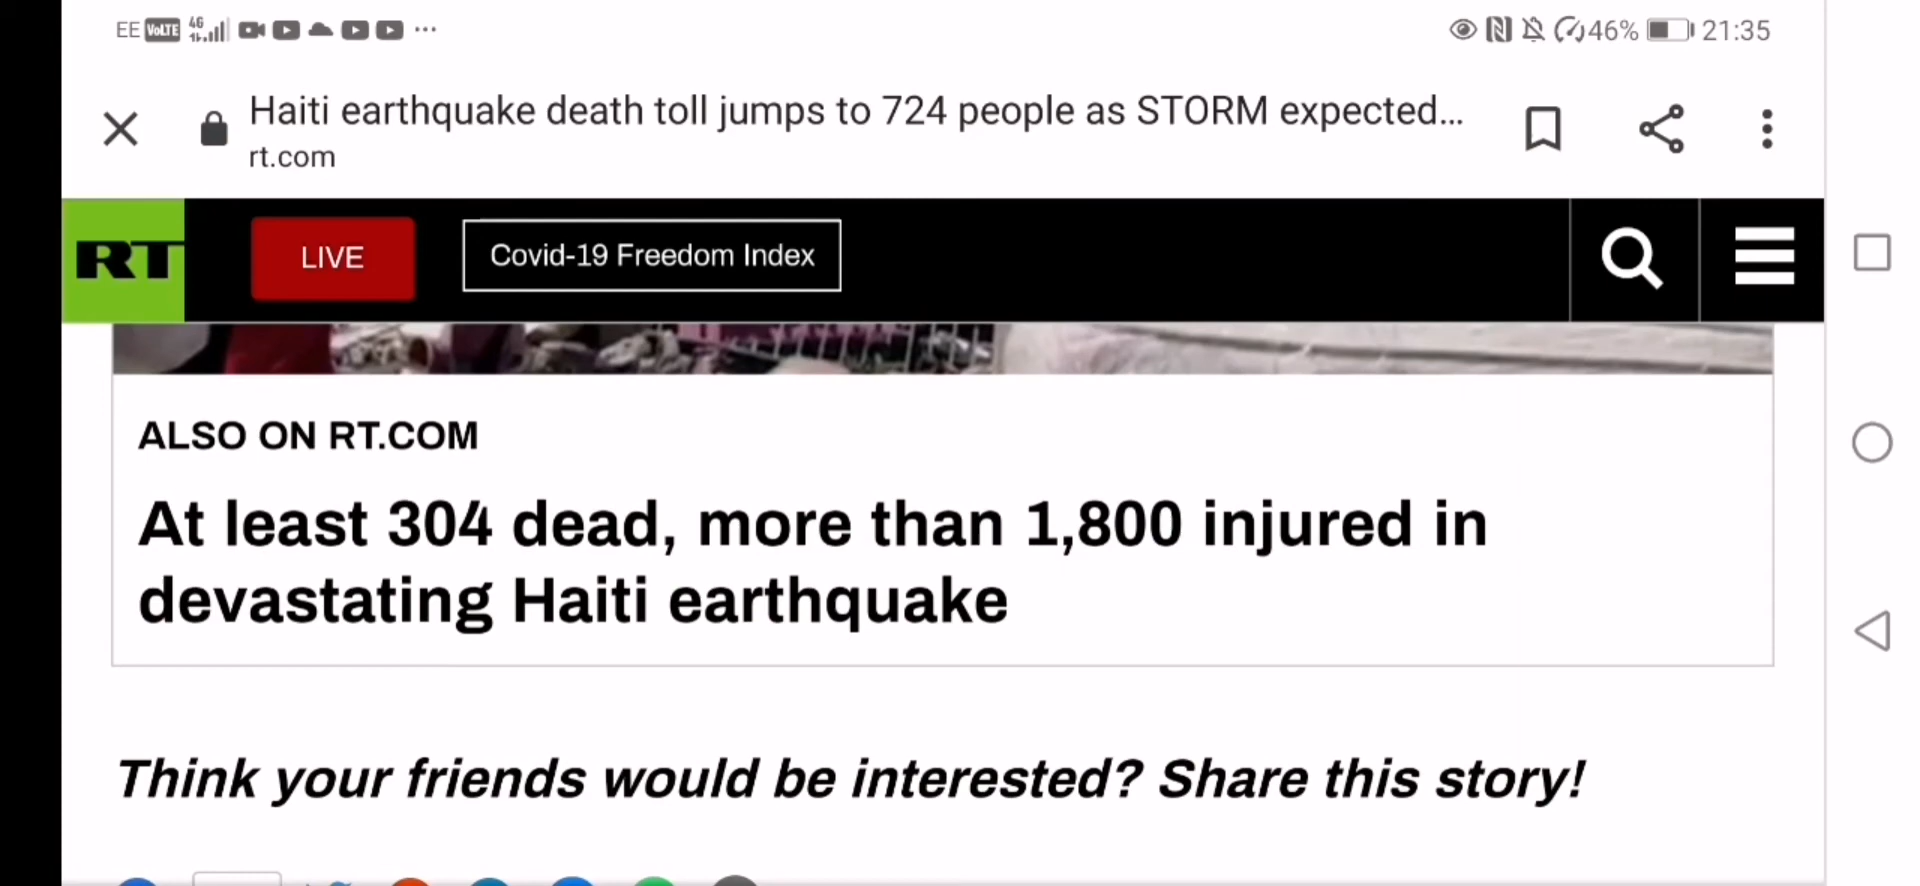 EE VoLTE 4G 46% 21:35
Haiti earthquake death toll jumps to 724 people as STORM expected...
rt.com
RT LIVE Covid-19 Freedom Index
ALSO ON RT.COM
At least 304 dead, more than 1,800 injured in
devastating Haiti earthquake
Think your friends would be interested? Share this story!